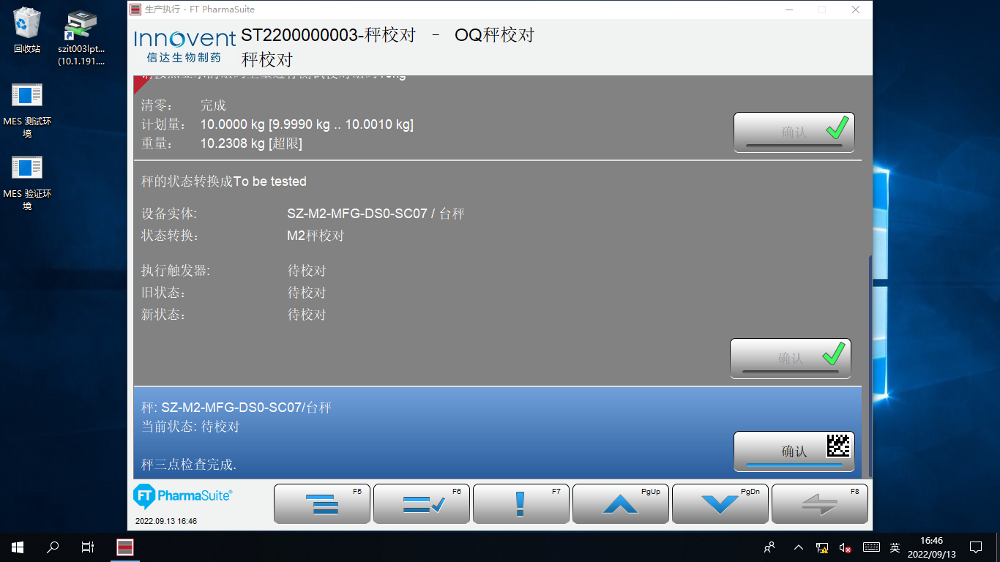 回收站
szit003lpt...
(10.1.191....
MES 测试环
境
MES 验证环
境
生产执行 - FT PharmaSuite
Innovent
信达生物制药
ST2200000003-秤校对 – OQ秤校对
秤校对
清零： 完成
计划量： 10.0000 kg [9.9990 kg .. 10.0010 kg]
重量： 10.2308 kg [超限]
确认
秤的状态转换成To be tested
设备实体: SZ-M2-MFG-DS0-SC07 / 台秤
状态转换： M2秤校对
执行触发器: 待校对
旧状态： 待校对
新状态： 待校对
确认
秤: SZ-M2-MFG-DS0-SC07/台秤
当前状态: 待校对
确认
秤三点检查完成.
FT PharmaSuite®
2022.09.13 16:46
F5
F6
F7
PgUp
PgDn
F8
英
16:46
2022/09/13